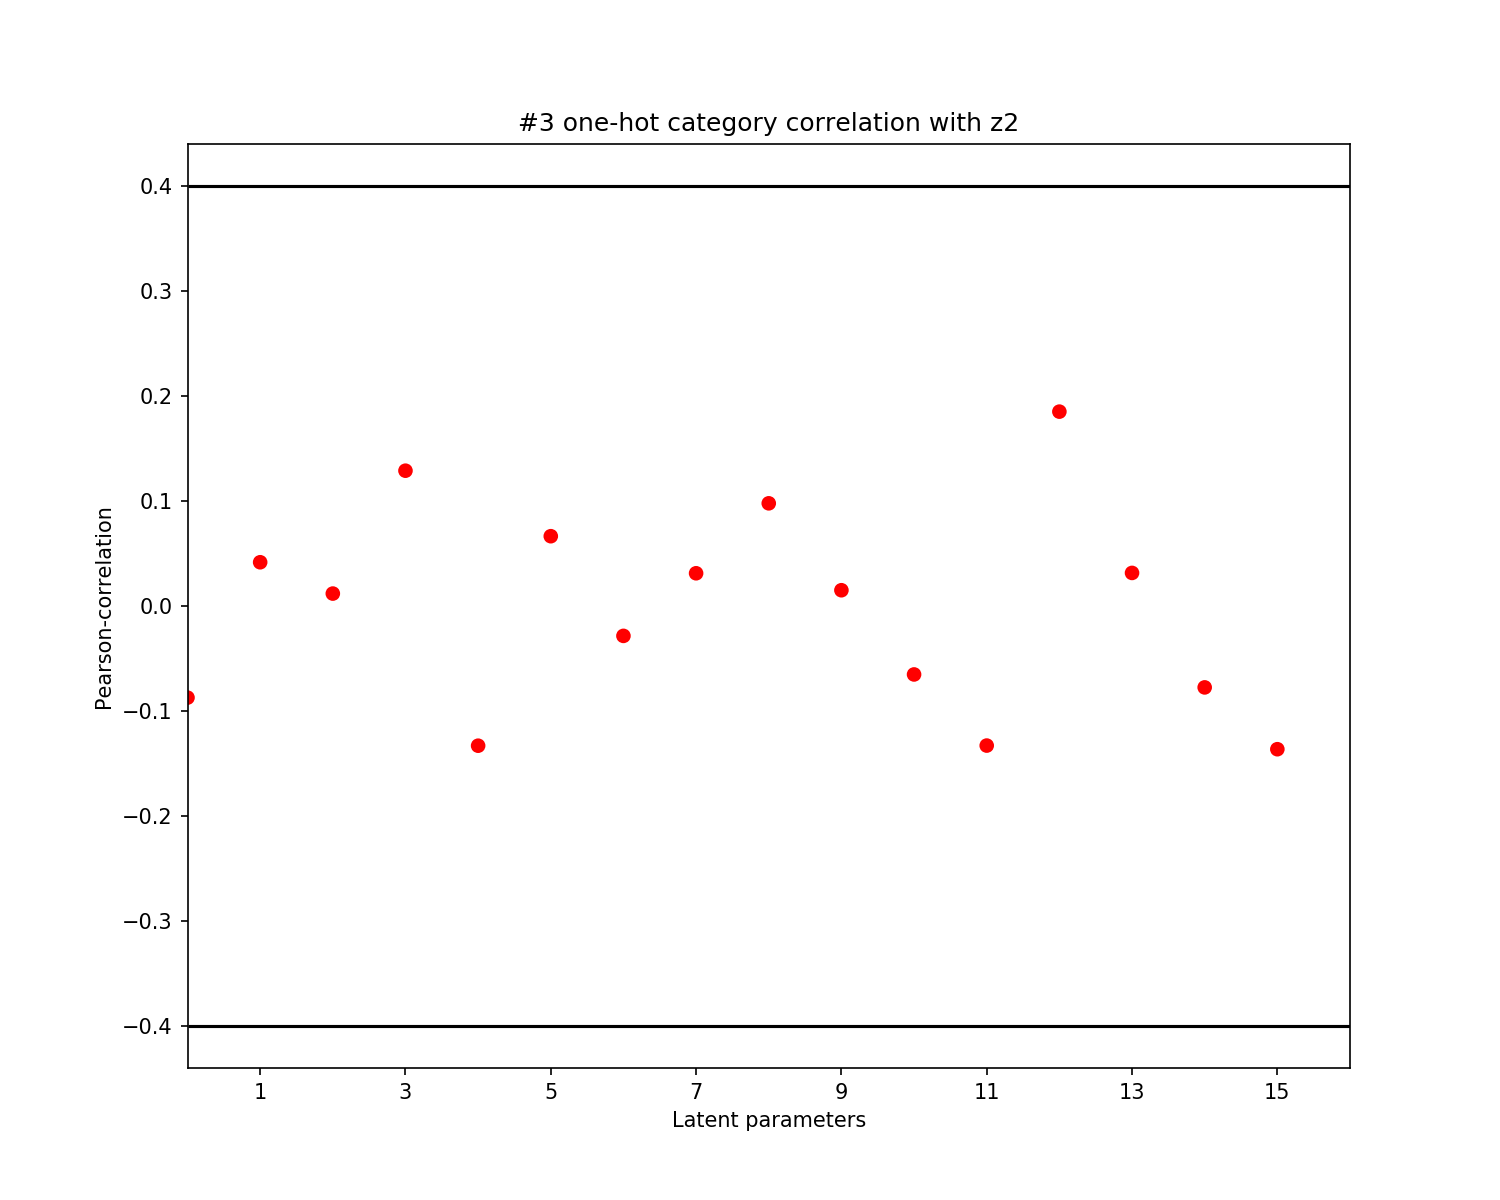 #3 one-hot category correlation with z2
0.4
0.3
0.2
0.1
0.0
−0.1
−0.2
−0.3
−0.4
Pearson-correlation
1 3 5 7 9 11 13 15
Latent parameters